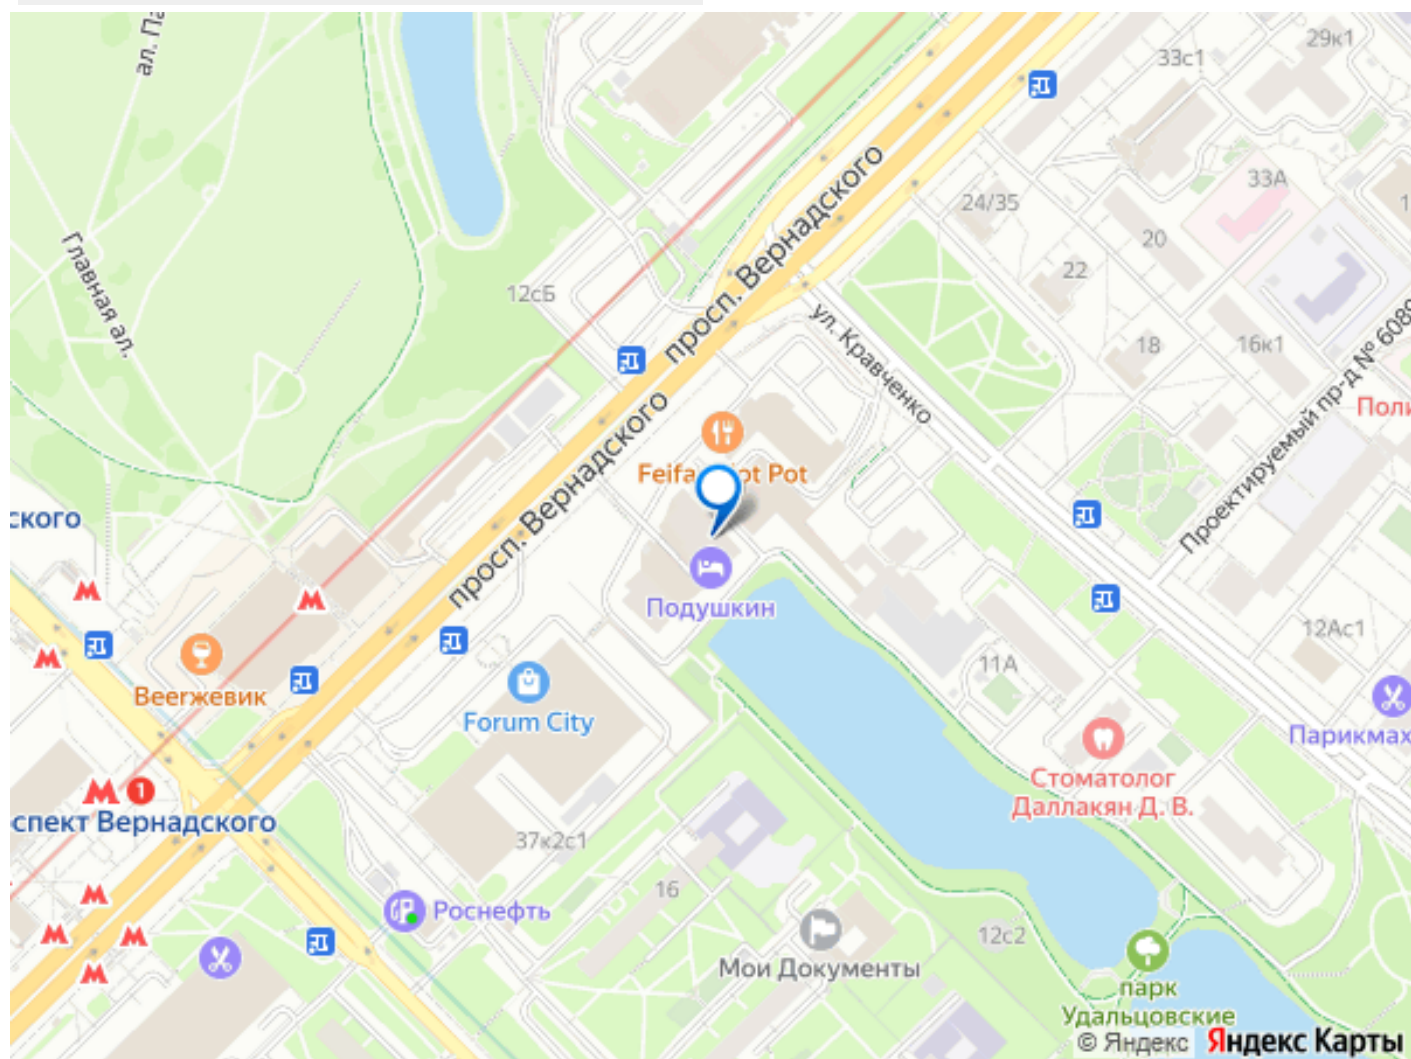 ал. Па
29к1
33с1
просп. Вернадского
33А
24/35
20
Главная ал.
22
12сБ
ул. Кравченко
18
16к1
Проектируемый пр-д № 6089
Поли
просп. Вернадского
Feifa
ot Pot
ского
Подушкин
12Ас1
11А
Beerжевик
Forum City
Парикмах
Стоматолог
Даллакян Д. В.
1
спект Вернадского
37к2с1
16
Роснефть
12с2
Мои Документы
парк
Удальцовские
© Яндекс Яндекс Карты